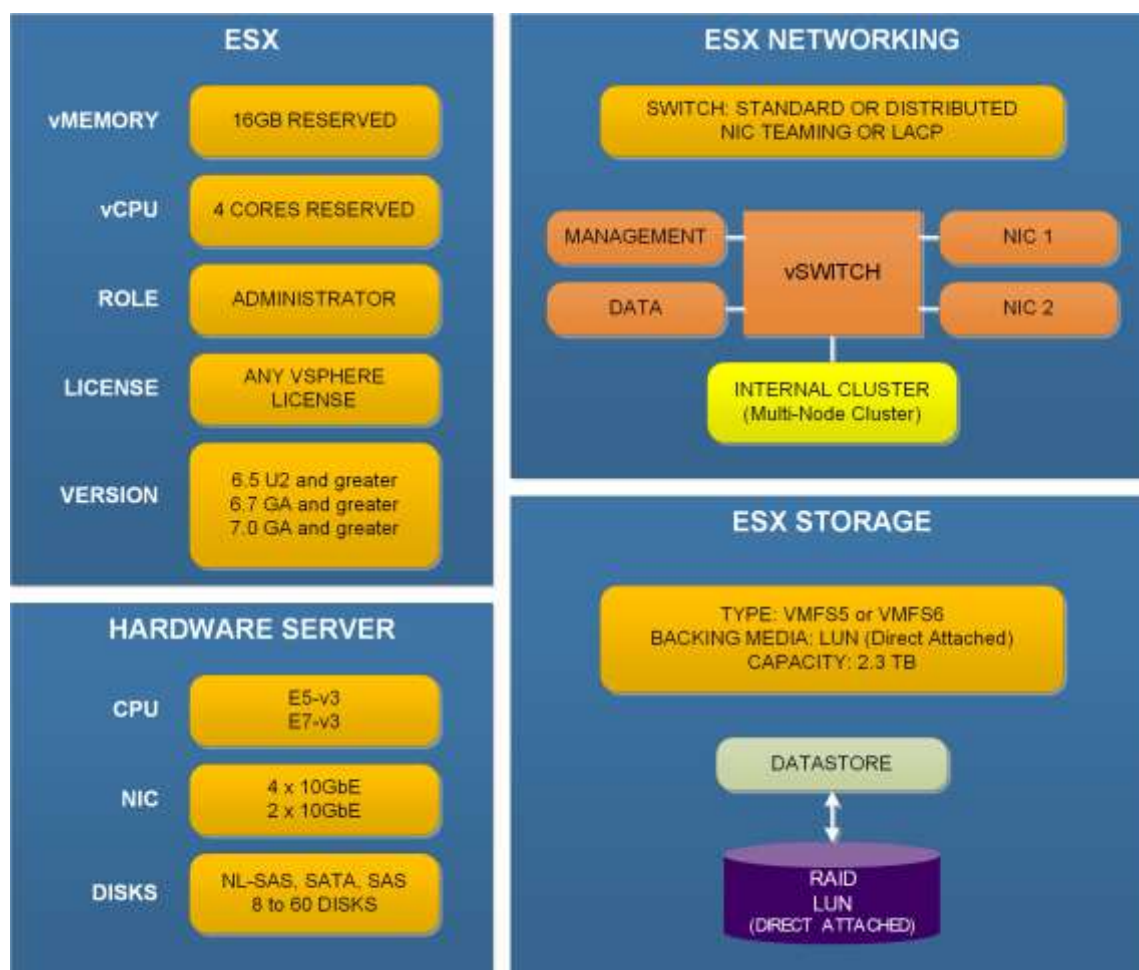 ESX
vMEMORY
16GB RESERVED
vCPU
4 CORES RESERVED
ROLE
ADMINISTRATOR
LICENSE
ANY VSPHERE
LICENSE
VERSION
6.5 U2 and greater
6.7 GA and greater
7.0 GA and greater
HARDWARE SERVER
CPU
E5-v3
E7-v3
NIC
4 x 10GbE
2 x 10GbE
DISKS
NL-SAS, SATA, SAS
8 to 60 DISKS
ESX NETWORKING
SWITCH: STANDARD OR DISTRIBUTED
NIC TEAMING OR LACP
MANAGEMENT
DATA
vSWITCH
NIC 1
NIC 2
INTERNAL CLUSTER
(Multi-Node Cluster)
ESX STORAGE
TYPE: VMFS5 or VMFS6
BACKING MEDIA: LUN (Direct Attached)
CAPACITY: 2.3 TB
DATASTORE
RAID
LUN
(DIRECT ATTACHED)